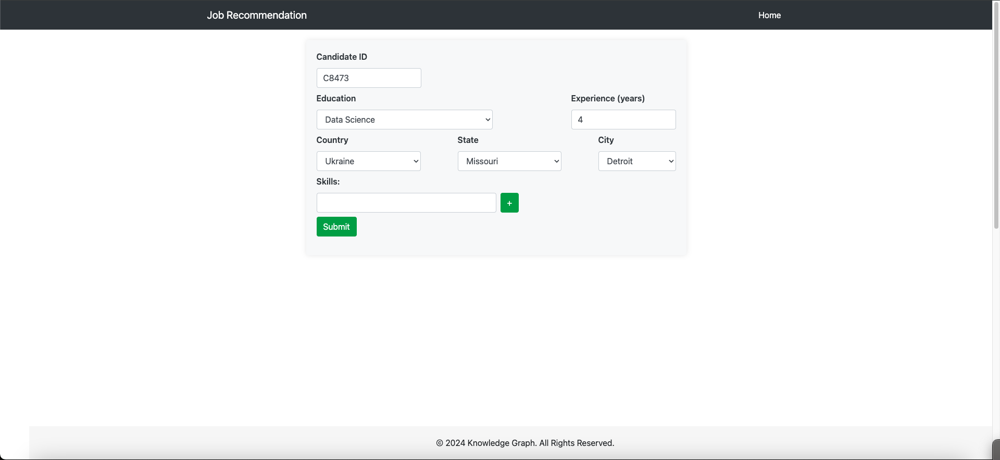 Job Recommendation Home
Candidate ID
C8473
Education Experience (years)
Data Science 4
Country State City
Ukraine Missouri Detroit
Skills:
+
Submit
© 2024 Knowledge Graph. All Rights Reserved.